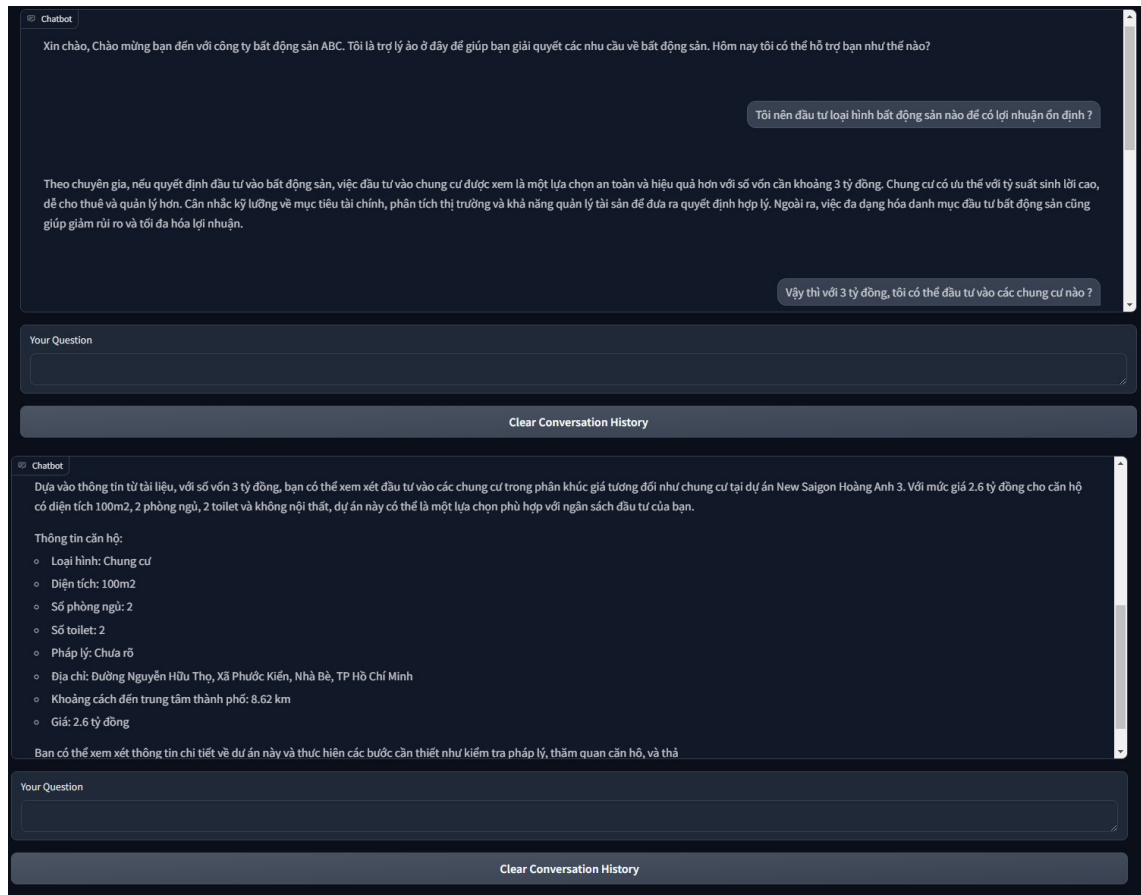 Chatbot
Xin chào, Chào mừng bạn đến với công ty bất động sản ABC. Tôi là trợ lý ảo ở đây để giúp bạn giải quyết các nhu cầu về bất động sản. Hôm nay tôi có thể hỗ trợ bạn như thế nào?
Tôi nên đầu tư loại hình bất động sản nào để có lợi nhuận ổn định ?
Theo chuyên gia, nếu quyết định đầu tư vào bất động sản, việc đầu tư vào chung cư được xem là một lựa chọn an toàn và hiệu quả hơn với số vốn cần khoảng 3 tỷ đồng. Chung cư có ưu thế với tỷ suất sinh lời cao,
dễ cho thuê và quản lý hơn. Cân nhắc kỹ lưỡng về mục tiêu tài chính, phân tích thị trường và khả năng quản lý tài sản để đưa ra quyết định hợp lý. Ngoài ra, việc đa dạng hóa danh mục đầu tư bất động sản cũng
giúp giảm rủi ro và tối đa hóa lợi nhuận.
Vậy thì với 3 tỷ đồng, tôi có thể đầu tư vào các chung cư nào ?
Your Question
Clear Conversation History
Chatbot
Dựa vào thông tin từ tài liệu, với số vốn 3 tỷ đồng, bạn có thể xem xét đầu tư vào các chung cư trong phân khúc giá tương đối như chung cư tại dự án New Saigon Hoàng Anh 3. Với mức giá 2.6 tỷ đồng cho căn hộ
có diện tích 100m2, 2 phòng ngủ, 2 toilet và không nội thất, dự án này có thể là một lựa chọn phù hợp với ngân sách đầu tư của bạn.
Thông tin căn hộ:
Loại hình: Chung cư
Diện tích: 100m2
Số phòng ngủ: 2
Số toilet: 2
Pháp lý: Chưa rõ
Địa chỉ: Đường Nguyễn Hữu Thọ, Xã Phước Kiển, Nhà Bè, TP Hồ Chí Minh
Khoảng cách đến trung tâm thành phố: 8.62 km
Giá: 2.6 tỷ đồng
Bạn có thể xem xét thông tin chi tiết về dự án này và thực hiện các bước cần thiết như kiểm tra pháp lý, thăm quan căn hộ, và thả
Your Question
Clear Conversation History